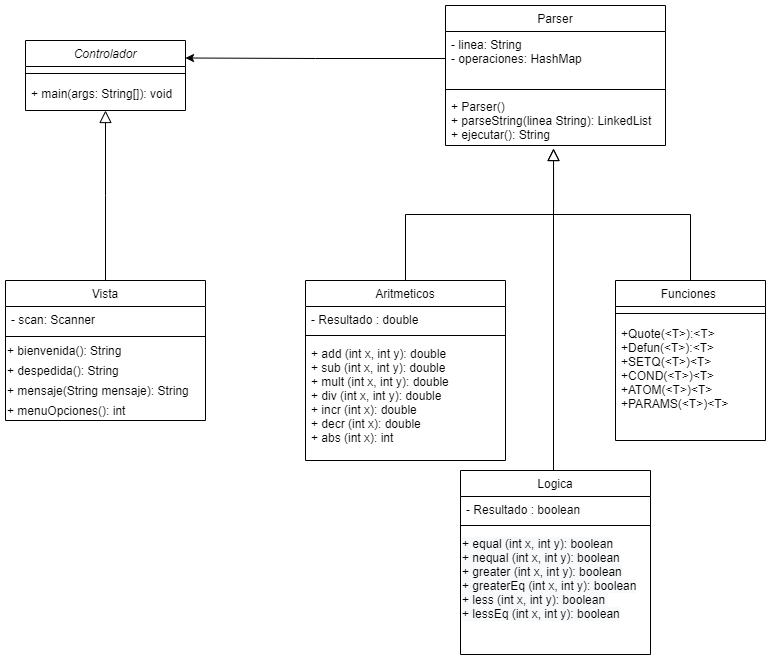 Controlador
+ main(args: String[]): void
Parser
- linea: String
- operaciones: HashMap
+ Parser()
+ parseString(linea String): LinkedList
+ ejecutar(): String
Vista
- scan: Scanner
+ bienvenida(): String
+ despedida(): String
+ mensaje(String mensaje): String
+ menuOpciones(): int
Aritmeticos
- Resultado : double
+ add (int x, int y): double
+ sub (int x, int y): double
+ mult (int x, int y): double
+ div (int x, int y): double
+ incr (int x): double
+ decr (int x): double
+ abs (int x): int
Funciones
+Quote(<T>):<T>
+Defun(<T>):<T>
+SETQ(<T>)<T>
+COND(<T>)<T>
+ATOM(<T>)<T>
+PARAMS(<T>)<T>
Logica
- Resultado : boolean
+ equal (int x, int y): boolean
+ nequal (int x, int y): boolean
+ greater (int x, int y): boolean
+ greaterEq (int x, int y): boolean
+ less (int x, int y): boolean
+ lessEq (int x, int y): boolean